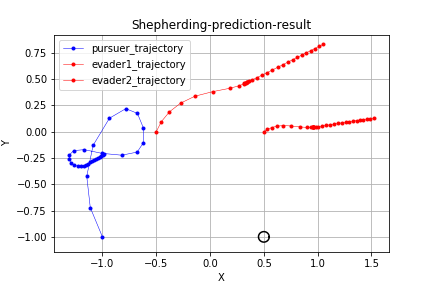 Shepherding-prediction-result
pursuer_trajectory
evader1_trajectory
evader2_trajectory
Y
0.75
0.50
0.25
0.00
−0.25
−0.50
−0.75
−1.00
−1.0
−0.5
0.0
0.5
1.0
1.5
X